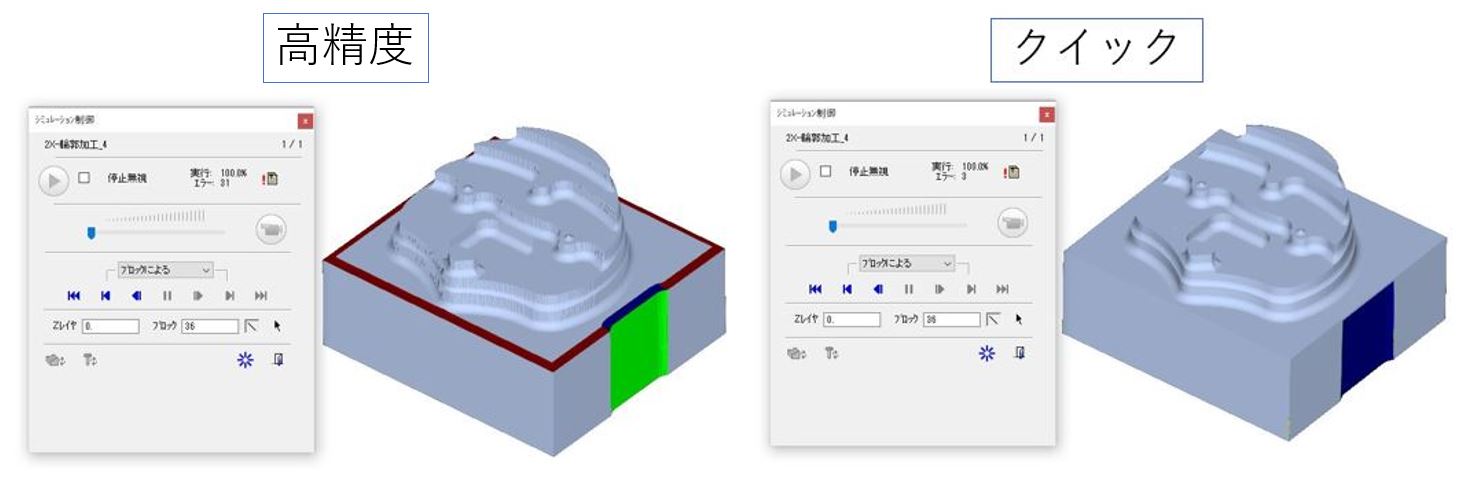 高精度
クイック
シミュレーション制御
2X-輪郭加工_4 1 / 1
停止無視
実行: 100.0%
エラー: 31
ブロックによる
Zレイヤ 0. ブロック 36
シミュレーション制御
2X-輪郭加工_4 1 / 1
停止無視
実行: 100.0%
エラー: 3
ブロックによる
Zレイヤ 0. ブロック 36